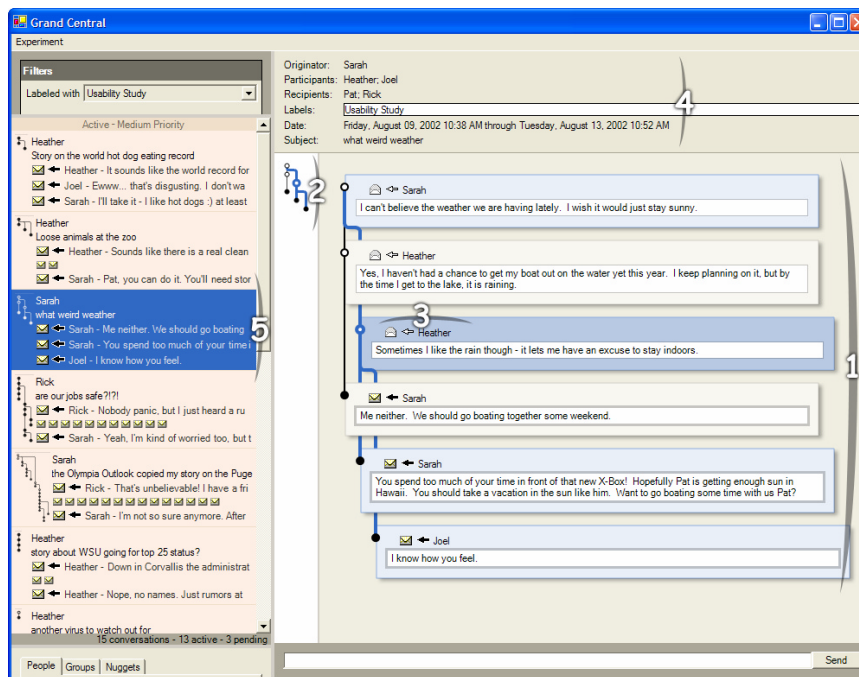 Grand Central
Experiment
Filters
Labeled with Usability Study
Active - Medium Priority
Heather
Story on the world hot dog eating record
Heather - It sounds like the world record for
Joel - Ewww... that's disgusting. I don't wa
Sarah - I'll take it - I like hot dogs :) at least
Heather
Loose animals at the zoo
Heather - Sounds like there is a real clean
Sarah - Pat, you can do it. You'll need stor
Sarah
what weird weather
Sarah - Me neither. We should go boating
Sarah - You spend too much of your time i
Joel - I know how you feel.
5
Rick
are our jobs safe?!?!
Rick - Nobody panic, but I just heard a ru
Sarah - Yeah, I'm kind of worried too, but t
Sarah
the Olympia Outlook copied my story on the Puge
Rick - That's unbelievable! I have a fri
Sarah - I'm not so sure anymore. After
Heather
story about WSU going for top 25 status?
Heather - Down in Corvallis the administrat
Heather - Nope, no names. Just rumors at
Heather
another virus to watch out for
15 conversations - 13 active - 3 pending
People Groups Nuggets
Originator: Sarah
Participants: Heather; Joel
Recipients: Pat; Rick
Labels: Usability Study
Date: Friday, August 09, 2002 10:38 AM through Tuesday, August 13, 2002 10:52 AM
Subject: what weird weather
4
2
Sarah
I can't believe the weather we are having lately. I wish it would just stay sunny.
Heather
Yes, I haven't had a chance to get my boat out on the water yet this year. I keep planning on it, but by
the time I get to the lake, it is raining.
3
Heather
Sometimes I like the rain though - it lets me have an excuse to stay indoors.
1
Sarah
Me neither. We should go boating together some weekend.
Sarah
You spend too much of your time in front of that new X-Box! Hopefully Pat is getting enough sun in
Hawaii. You should take a vacation in the sun like him. Want to go boating some time with us Pat?
Joel
I know how you feel.
Send